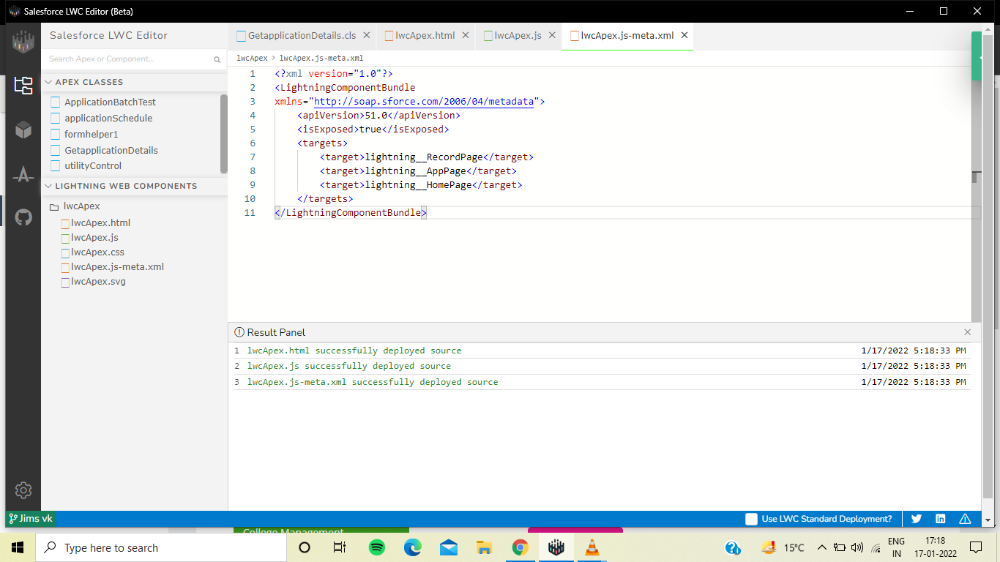 Salesforce LWC Editor (Beta)
Salesforce LWC Editor
Search Apex or Component...
APEX CLASSES
ApplicationBatchTest
applicationSchedule
formhelper1
GetapplicationDetails
utilityControl
LIGHTNING WEB COMPONENTS
lwcApex
lwcApex.html
lwcApex.js
lwcApex.css
lwcApex.js-meta.xml
lwcApex.svg
GetapplicationDetails.cls lwcApex.html lwcApex.js lwcApex.js-meta.xml
lwcApex > lwcApex.js-meta.xml
1 <?xml version="1.0"?>
2 <LightningComponentBundle
3 xmlns="http://soap.sforce.com/2006/04/metadata">
4 <apiVersion>51.0</apiVersion>
5 <isExposed>true</isExposed>
6 <targets>
7 <target>lightning__RecordPage</target>
8 <target>lightning__AppPage</target>
9 <target>lightning__HomePage</target>
10 </targets>
11 </LightningComponentBundle>
Result Panel
1 lwcApex.html successfully deployed source 1/17/2022 5:18:33 PM
2 lwcApex.js successfully deployed source 1/17/2022 5:18:33 PM
3 lwcApex.js-meta.xml successfully deployed source 1/17/2022 5:18:33 PM
Jims vk
Use LWC Standard Deployment?
College Management
Type here to search
15°C
ENG
IN
17:18
17-01-2022